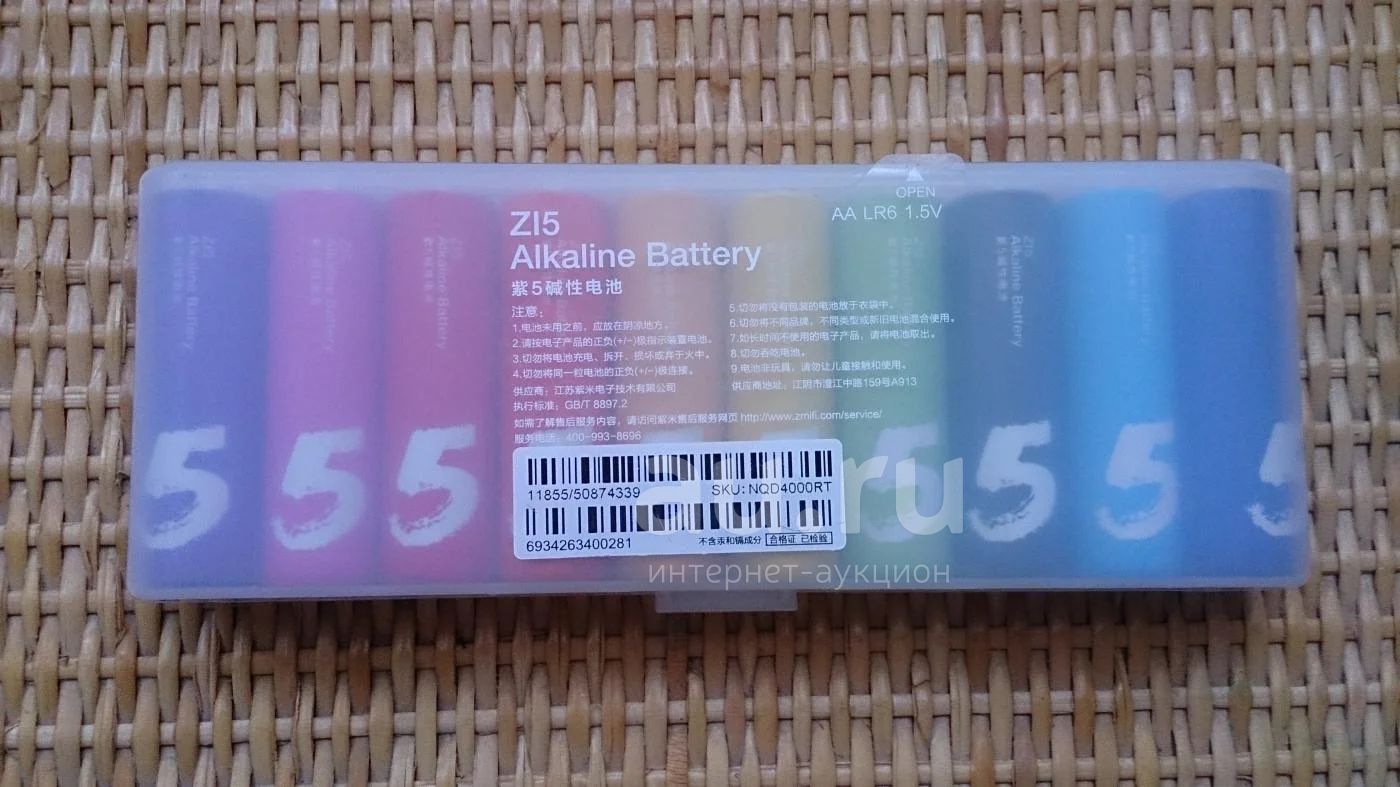 OPEN
AA LR6 1.5V
ZI5
Alkaline Battery
紫5碱性电池
注意：
1.电池未用之前，应放在阴凉地方。
2.请按电子产品的正负(+/−)极指示装置电池。
3.切勿将电池充电、拆开、损坏或弃于火中。
4.切勿将同一粒电池的正负(+/−)极连接。
5.切勿将没有包装的电池放于衣袋中。
6.切勿将不同品牌，不同类型或新旧电池混合使用。
7.如长时间不使用的电子产品，请将电池取出。
8.切勿吞吃电池。
9.电池非玩具，请勿让儿童接触和使用。
供应商：江苏紫米电子技术有限公司
供应商地址：江阴市澄江中路159号A913
执行标准：GB/T 8897.2
如需了解售后服务内容，请访问紫米售后服务网页 http://www.zmifi.com/service/
服务电话：400-993-8696
11855/50874339 SKU: NQD4000RT
6934263400281 不含汞和镉成分 合格证 已检验
au.ru
интернет-аукцион
ZI5
Alkaline Battery
5
5
5
5
5
5
5